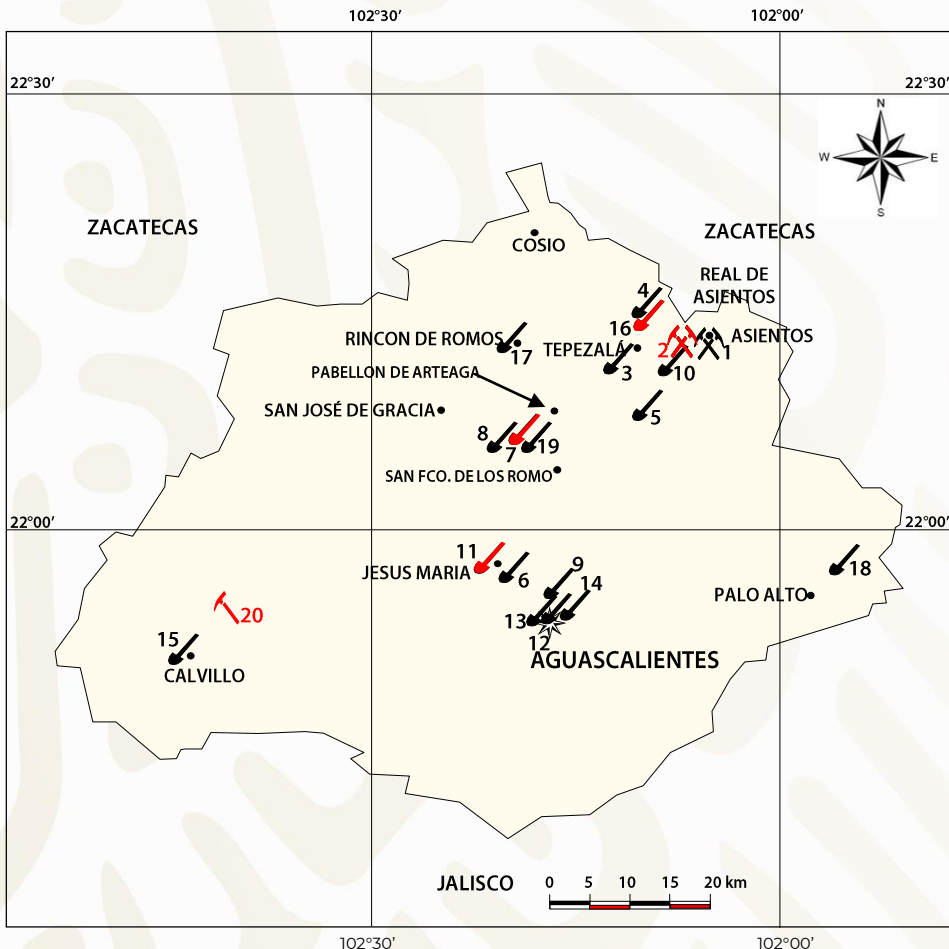 102°30′ 102°00′
22°30′ 22°30′
N
W E
S
ZACATECAS
ZACATECAS
COSIO
REAL DE
ASIENTOS
4
16
RINCON DE ROMOS
17
TEPEZALÁ
2
1
ASIENTOS
3
10
PABELLON DE ARTEAGA
SAN JOSÉ DE GRACIA
5
8
7
19
SAN FCO. DE LOS ROMO
22°00′ 22°00′
11
JESUS MARIA
6
9
14
18
PALO ALTO
13
12
20
15
CALVILLO
AGUASCALIENTES
JALISCO
0 5 10 15 20 km
102°30′ 102°00′